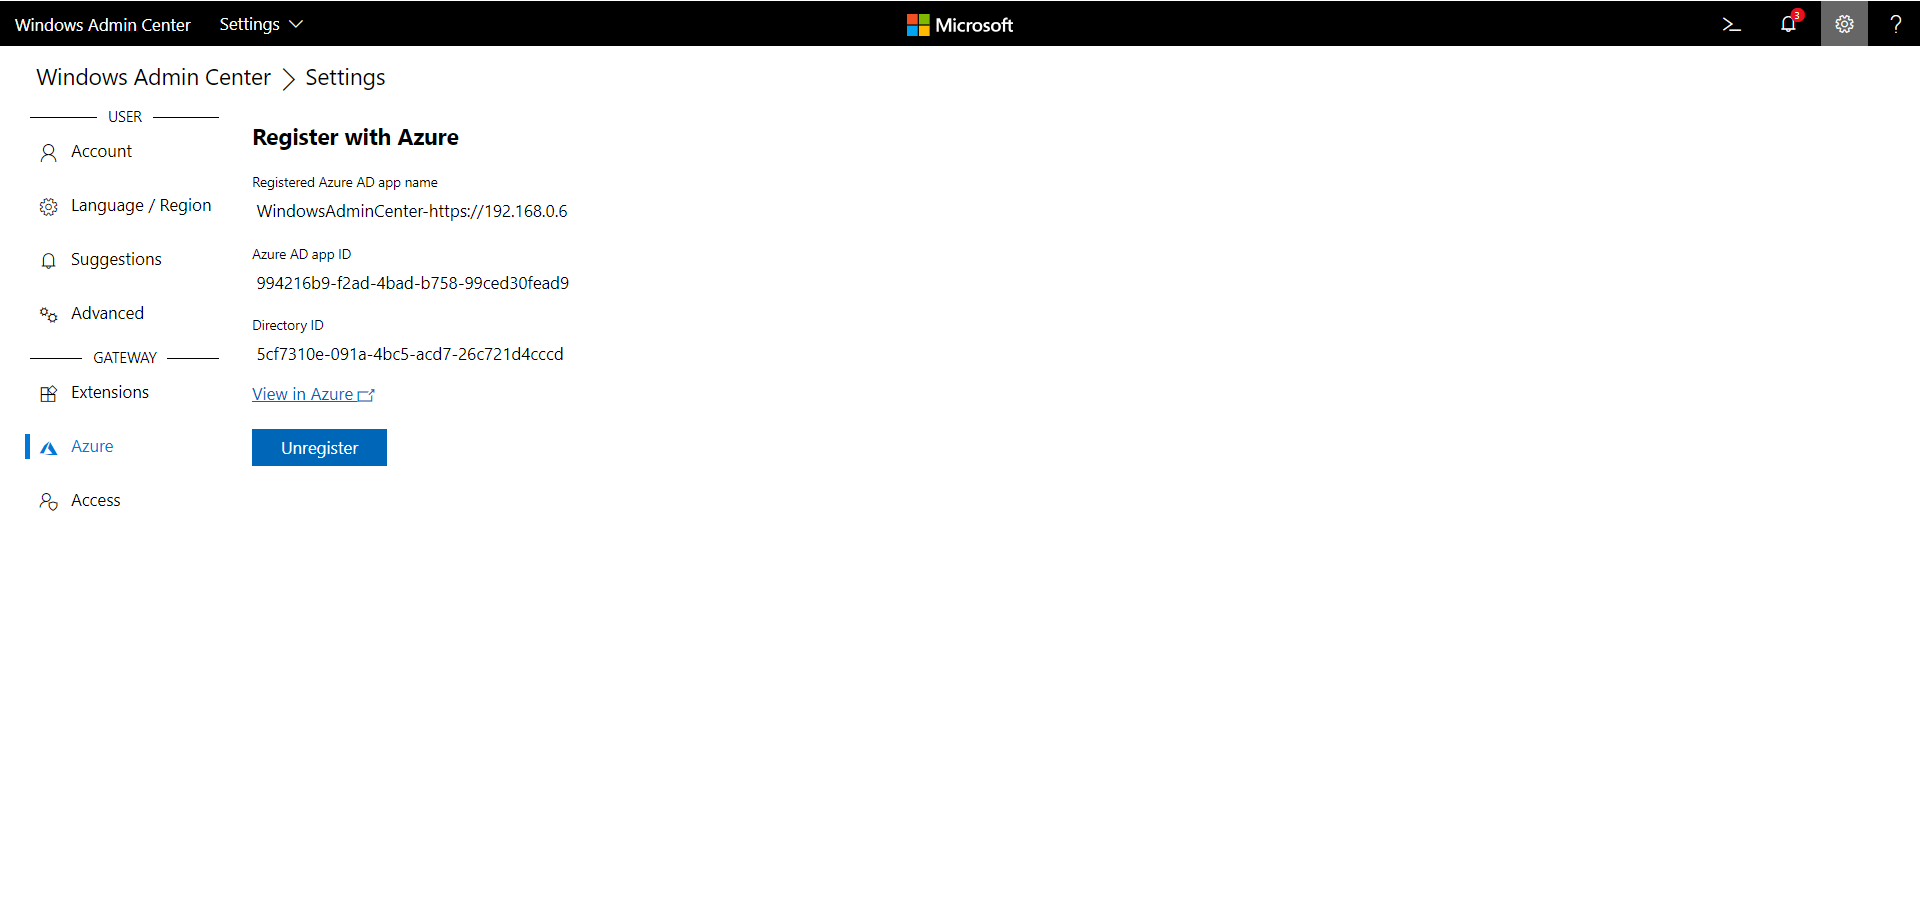 Windows Admin Center Settings Microsoft 3 ?
Windows Admin Center Settings
USER
Account
Language / Region
Suggestions
Advanced
GATEWAY
Extensions
Azure
Access
Register with Azure
Registered Azure AD app name
WindowsAdminCenter-https://192.168.0.6
Azure AD app ID
994216b9-f2ad-4bad-b758-99ced30fead9
Directory ID
5cf7310e-091a-4bc5-acd7-26c721d4cccd
View in Azure
Unregister